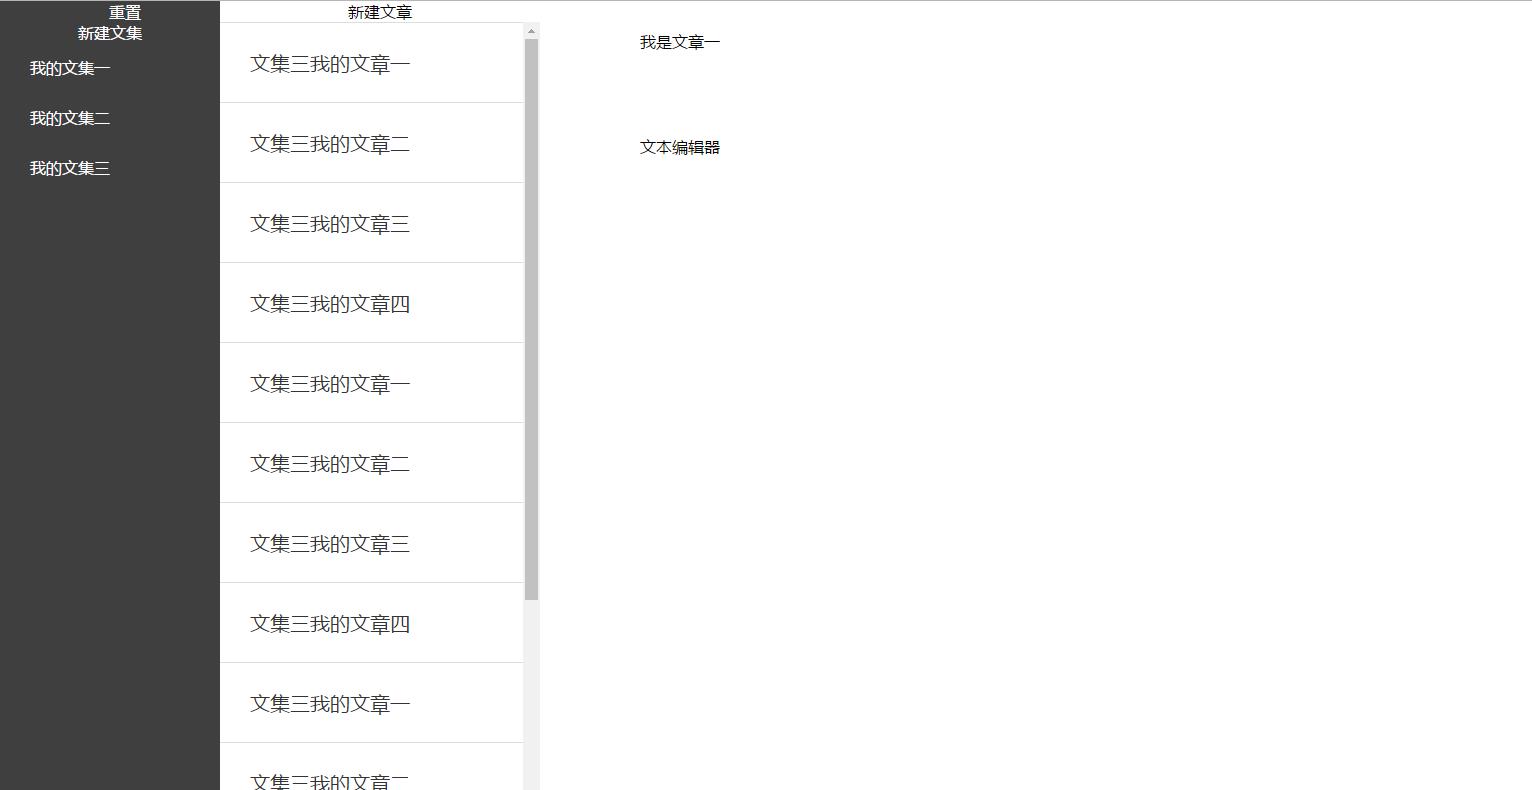 重置
新建文集
我的文集一
我的文集二
我的文集三
新建文章
文集三我的文章一
文集三我的文章二
文集三我的文章三
文集三我的文章四
文集三我的文章一
文集三我的文章二
文集三我的文章三
文集三我的文章四
文集三我的文章一
文集三我的文章二
我是文章一
文本编辑器